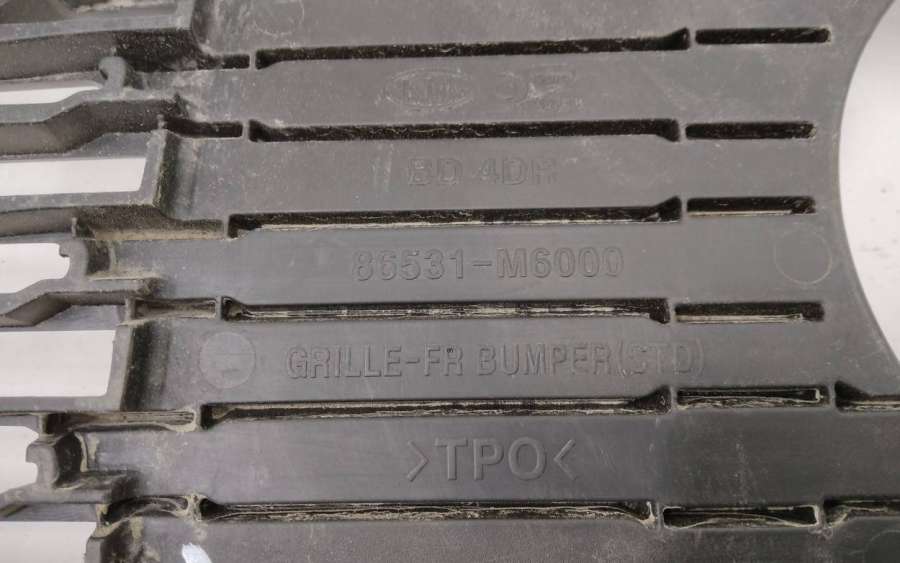 KIA
BD 4DR
86531-M6000
GRILLE-FR BUMPER(STD)
>TPO<